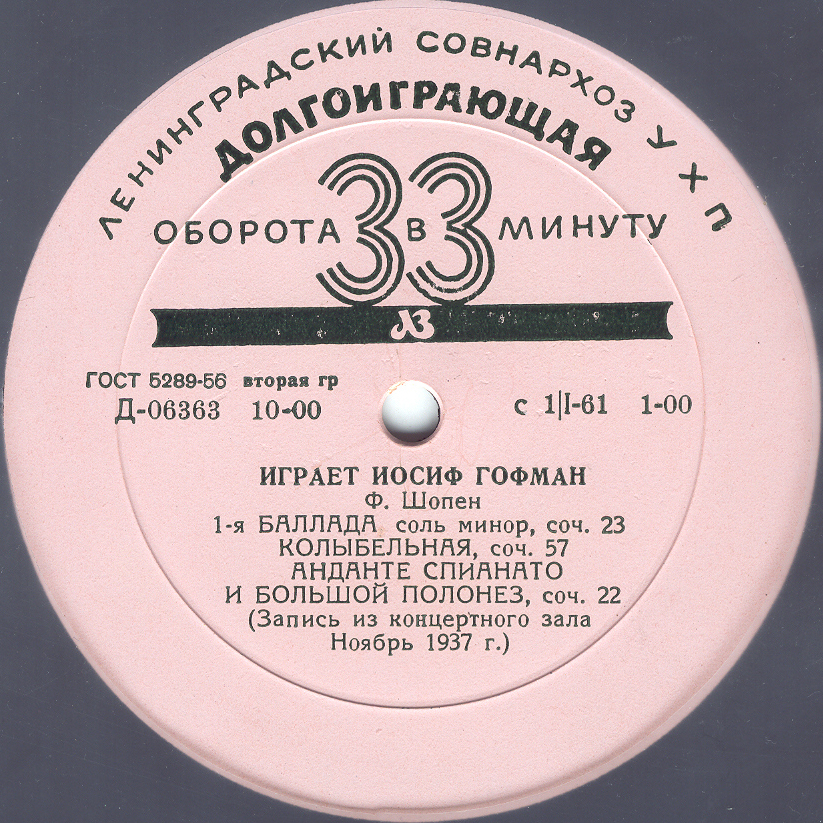 ЛЕНИНГРАДСКИЙ СОВНАРХОЗ УХП
ДОЛГОИГРАЮЩАЯ
ОБОРОТА 33 В МИНУТУ
ЛЗ
ГОСТ 5289-56 вторая гр
Д-06363 10-00 с 1|I-61 1-00
ИГРАЕТ ИОСИФ ГОФМАН
Ф. Шопен
1-я БАЛЛАДА соль минор, соч. 23
КОЛЫБЕЛЬНАЯ, соч. 57
АНДАНТЕ СПИАНАТО
И БОЛЬШОЙ ПОЛОНЕЗ, соч. 22
(Запись из концертного зала
Ноябрь 1937 г.)